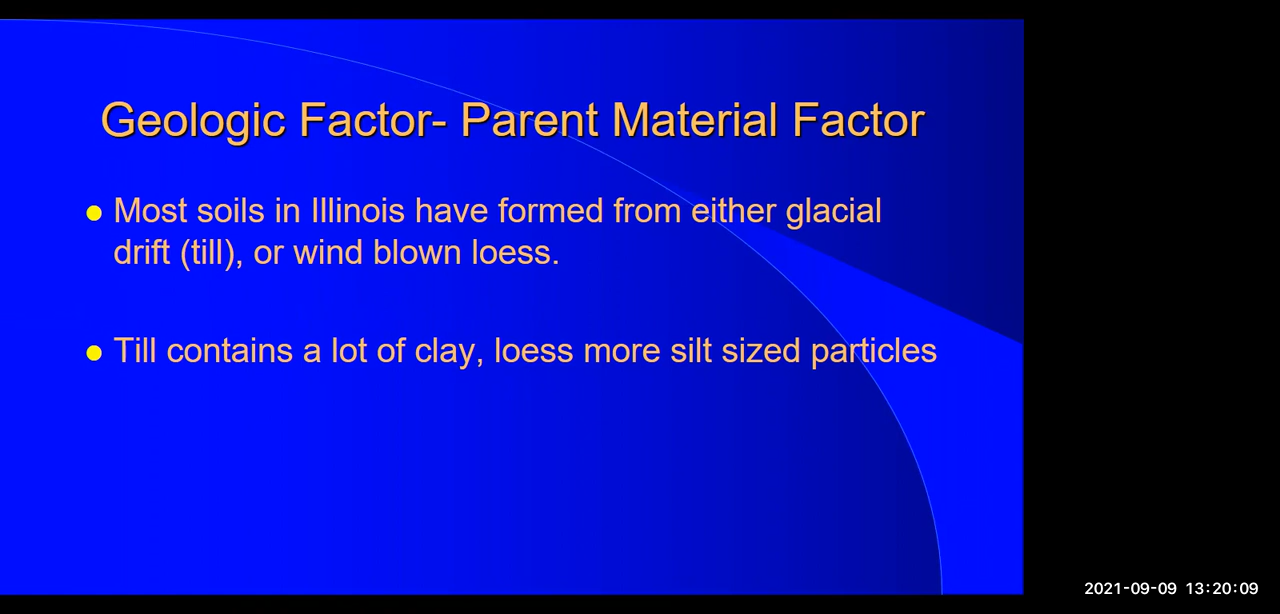 Geologic Factor- Parent Material Factor
Most soils in Illinois have formed from either glacial
drift (till), or wind blown loess.
Till contains a lot of clay, loess more silt sized particles
2021-09-09 13:20:09